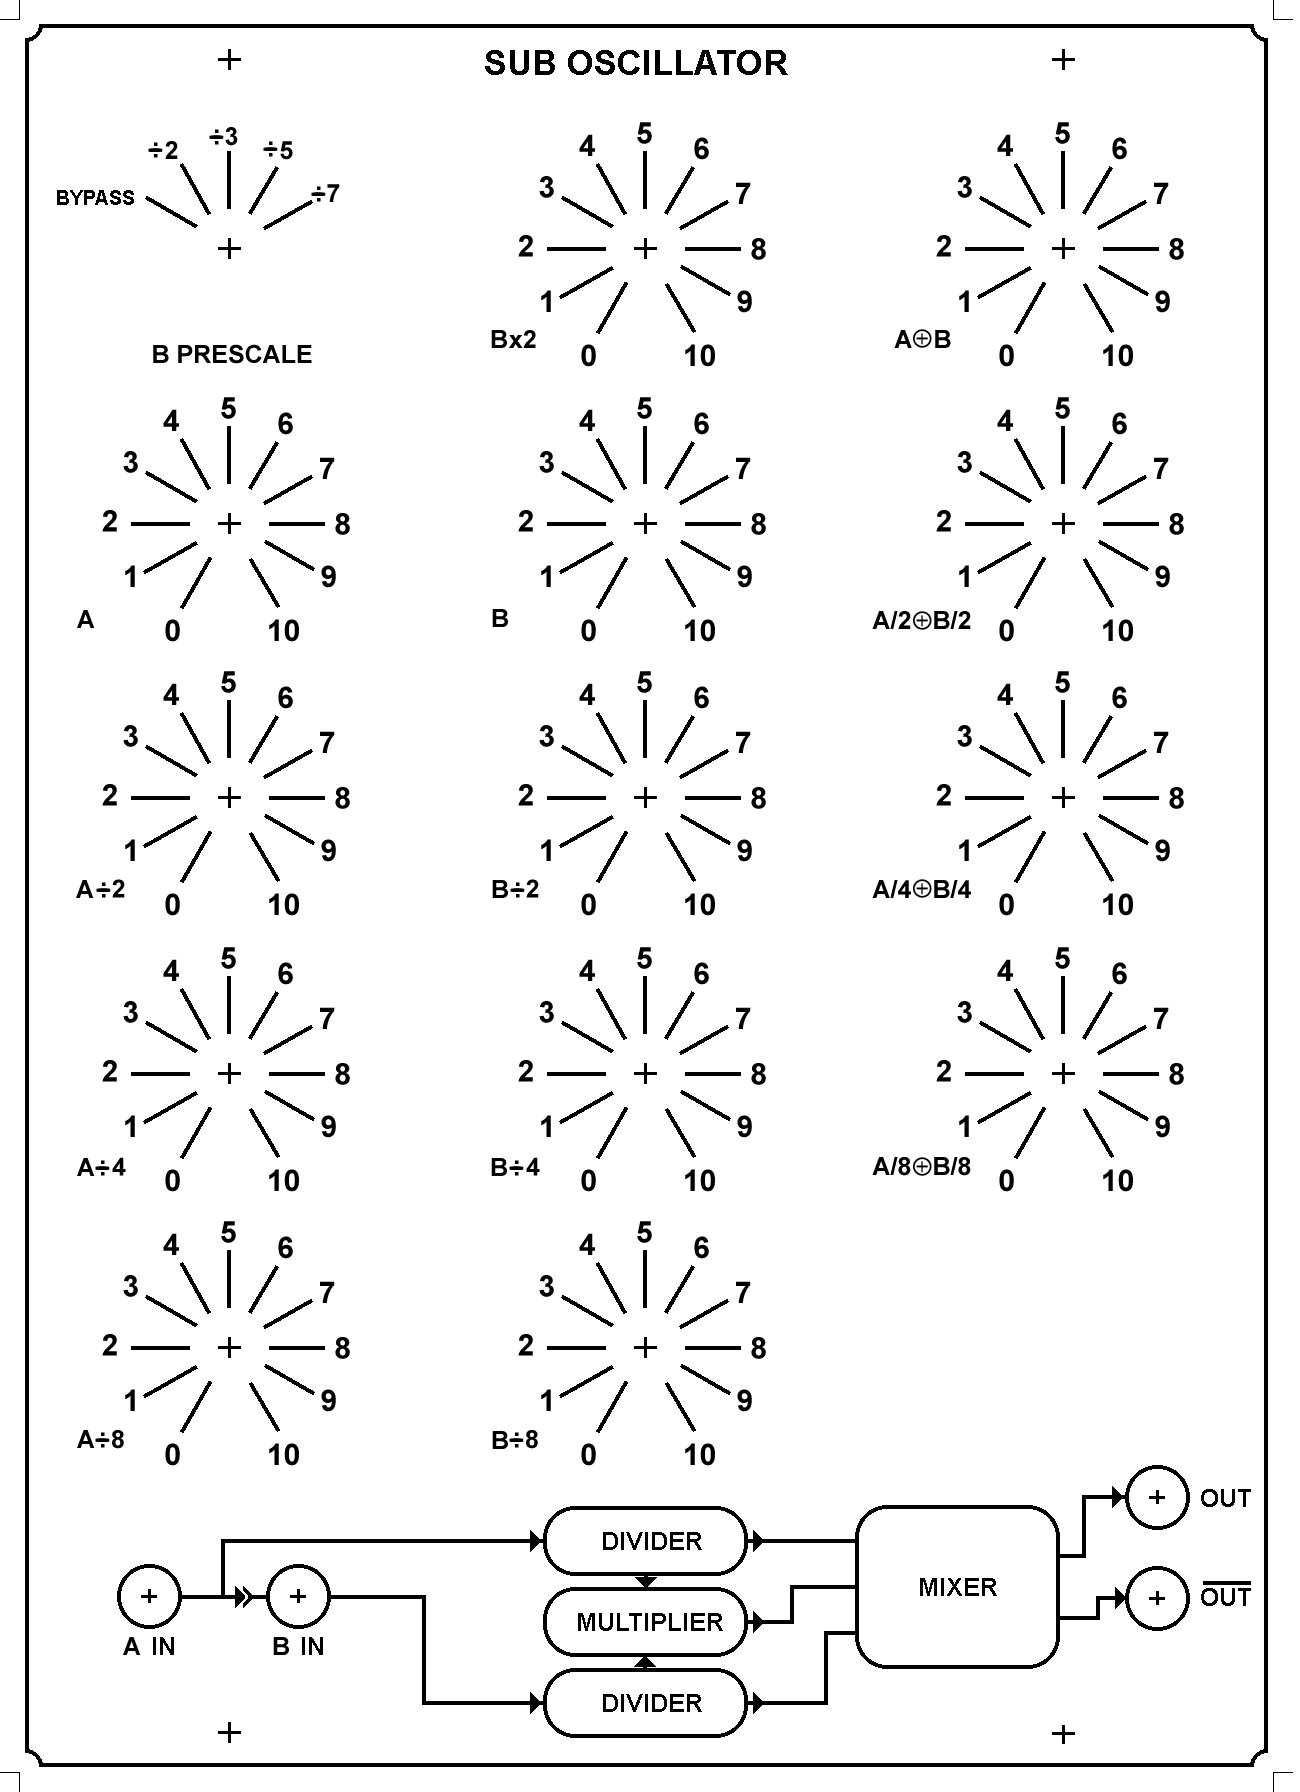 SUB OSCILLATOR
BYPASS ÷2 ÷3 ÷5 ÷7
B PRESCALE
0 1 2 3 4 5 6 7 8 9 10
Bx2
0 1 2 3 4 5 6 7 8 9 10
A⊕B
0 1 2 3 4 5 6 7 8 9 10
A
0 1 2 3 4 5 6 7 8 9 10
B
0 1 2 3 4 5 6 7 8 9 10
A/2⊕B/2
0 1 2 3 4 5 6 7 8 9 10
A÷2
0 1 2 3 4 5 6 7 8 9 10
B÷2
0 1 2 3 4 5 6 7 8 9 10
A/4⊕B/4
0 1 2 3 4 5 6 7 8 9 10
A÷4
0 1 2 3 4 5 6 7 8 9 10
B÷4
0 1 2 3 4 5 6 7 8 9 10
A/8⊕B/8
0 1 2 3 4 5 6 7 8 9 10
A÷8
0 1 2 3 4 5 6 7 8 9 10
B÷8
A IN
B IN
DIVIDER
MULTIPLIER
DIVIDER
MIXER
OUT
O̅U̅T̅